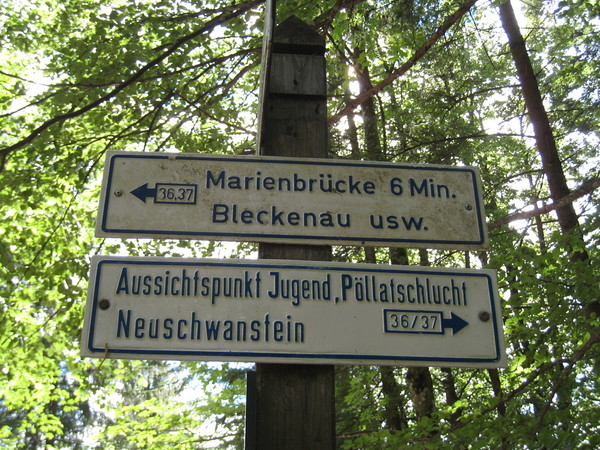 36.37 Marienbrücke 6 Min.
Bleckenau usw.
Aussichtspunkt Jugend, Pöllatschlucht
Neuschwanstein 36/37